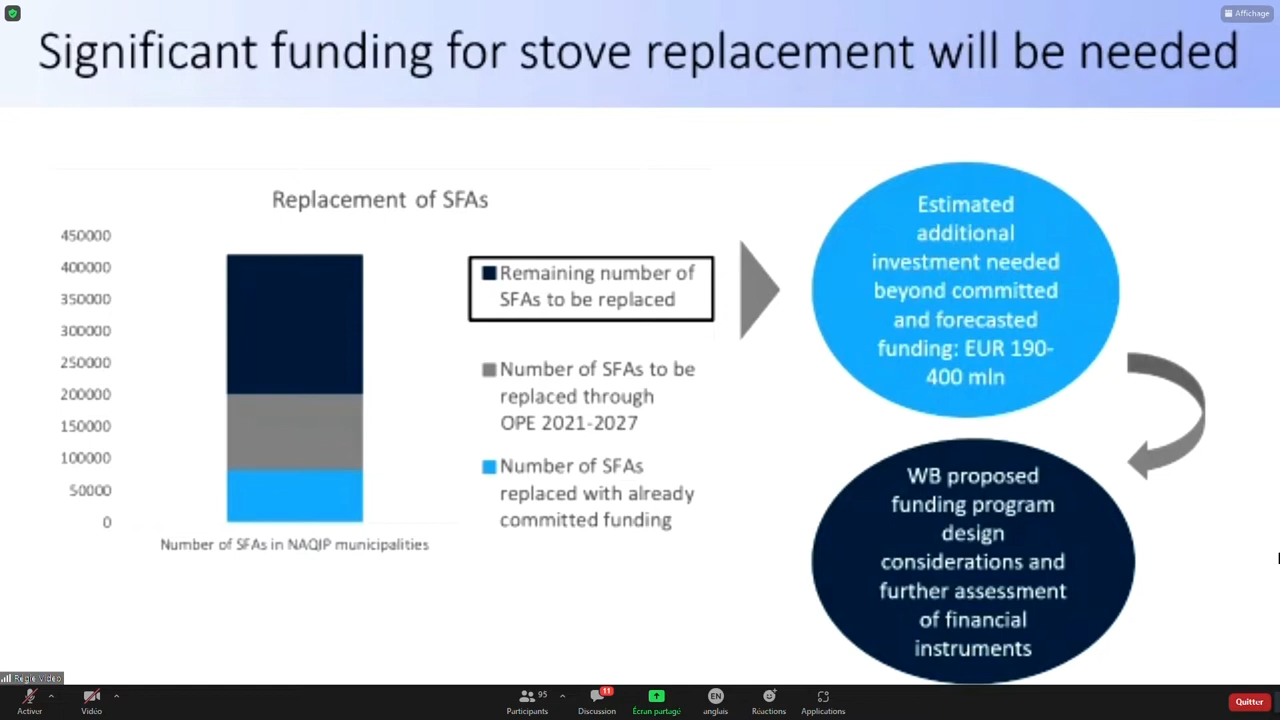 Affichage
Significant funding for stove replacement will be needed
Replacement of SFAs
450000
400000
350000
300000
250000
200000
150000
100000
50000
0
Number of SFAs in NAQIP municipalities
Remaining number of
SFAs to be replaced
Number of SFAs to be
replaced through
OPE 2021-2027
Number of SFAs
replaced with already
committed funding
Estimated
additional
investment needed
beyond committed
and forecasted
funding: EUR 190-
400 mln
WB proposed
funding program
design
considerations and
further assessment
of financial
instruments
Regie Video
Activer
Vidéo
95
Participants
11
Discussion
Écran partagé
EN
anglais
Réactions
Applications
Quitter